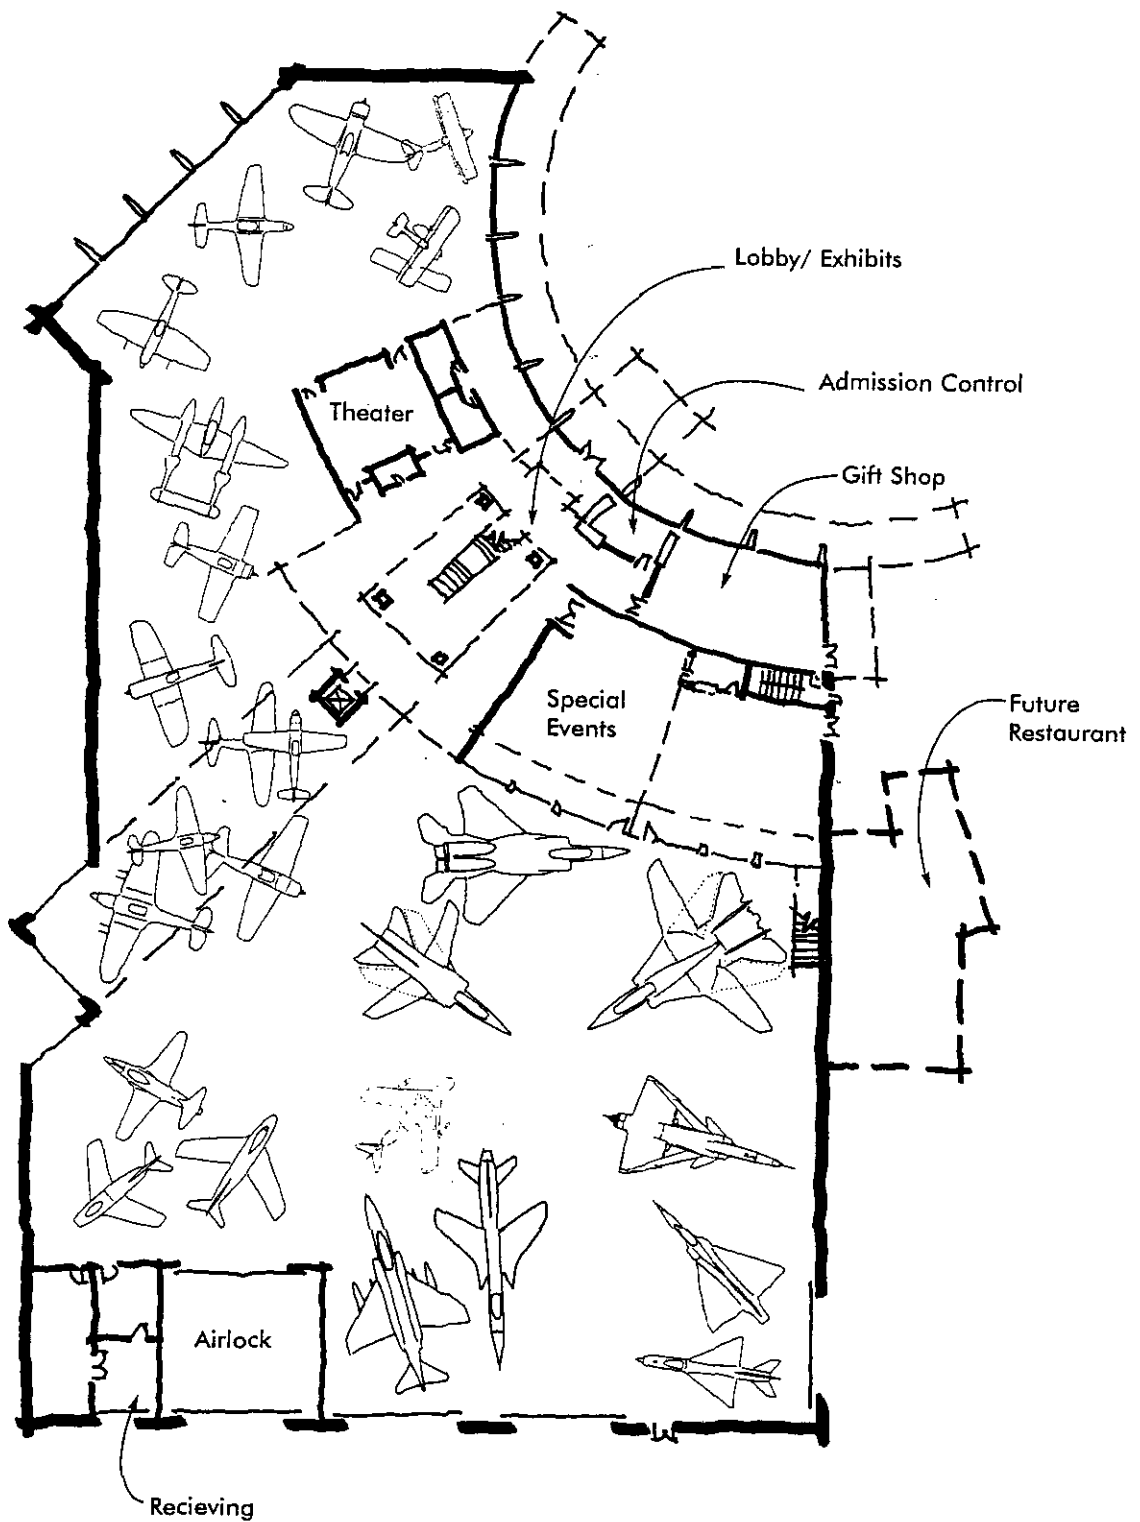 Lobby/ Exhibits
Admission Control
Theater
Gift Shop
Special
Events
Future
Restaurant
Airlock
Recieving